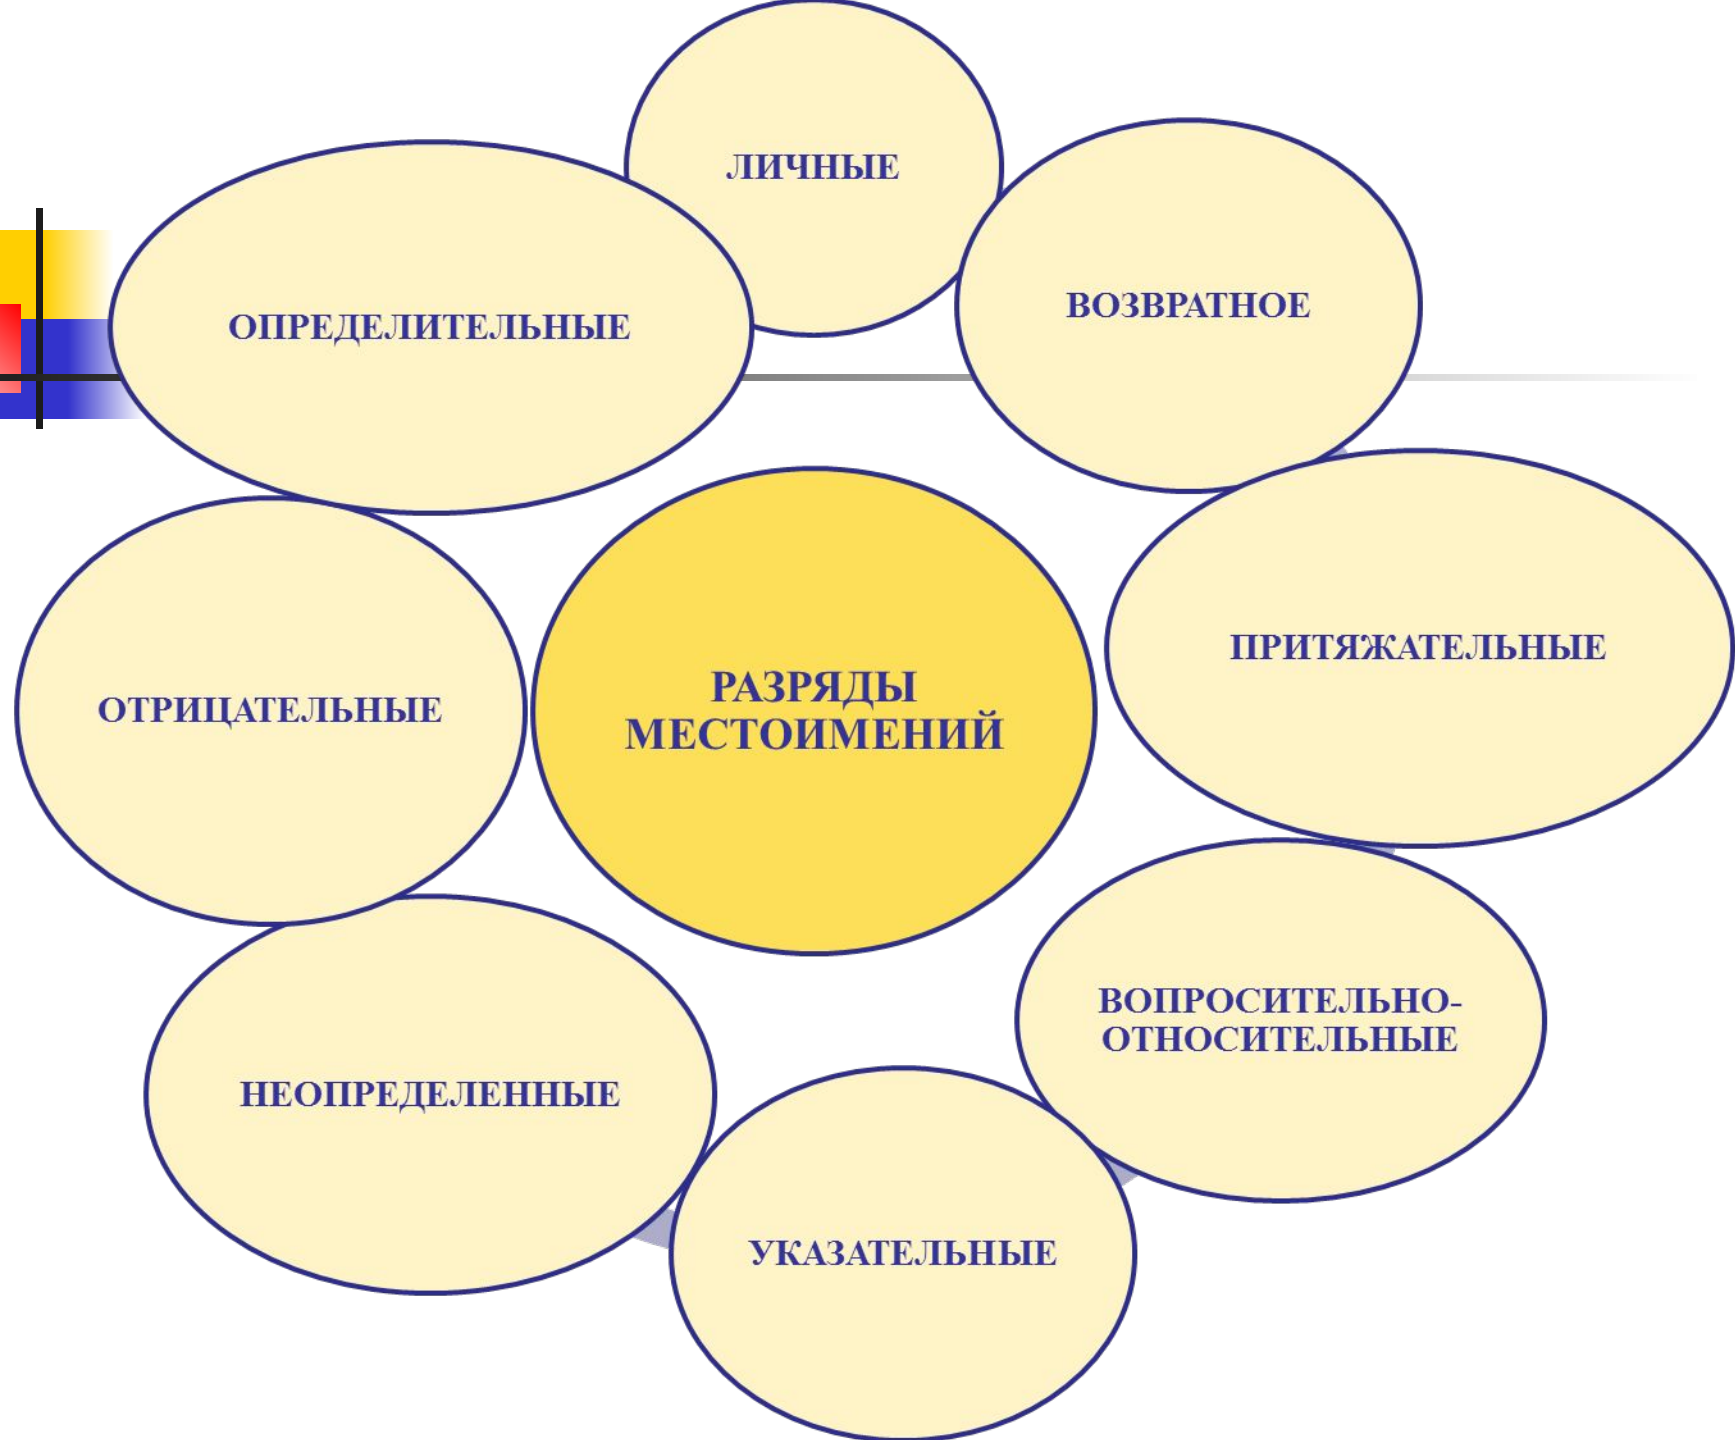 ЛИЧНЫЕ
ВОЗВРАТНОЕ
ОПРЕДЕЛИТЕЛЬНЫЕ
ПРИТЯЖАТЕЛЬНЫЕ
РАЗРЯДЫ
МЕСТОИМЕНИЙ
ОТРИЦАТЕЛЬНЫЕ
ВОПРОСИТЕЛЬНО-
ОТНОСИТЕЛЬНЫЕ
НЕОПРЕДЕЛЕННЫЕ
УКАЗАТЕЛЬНЫЕ